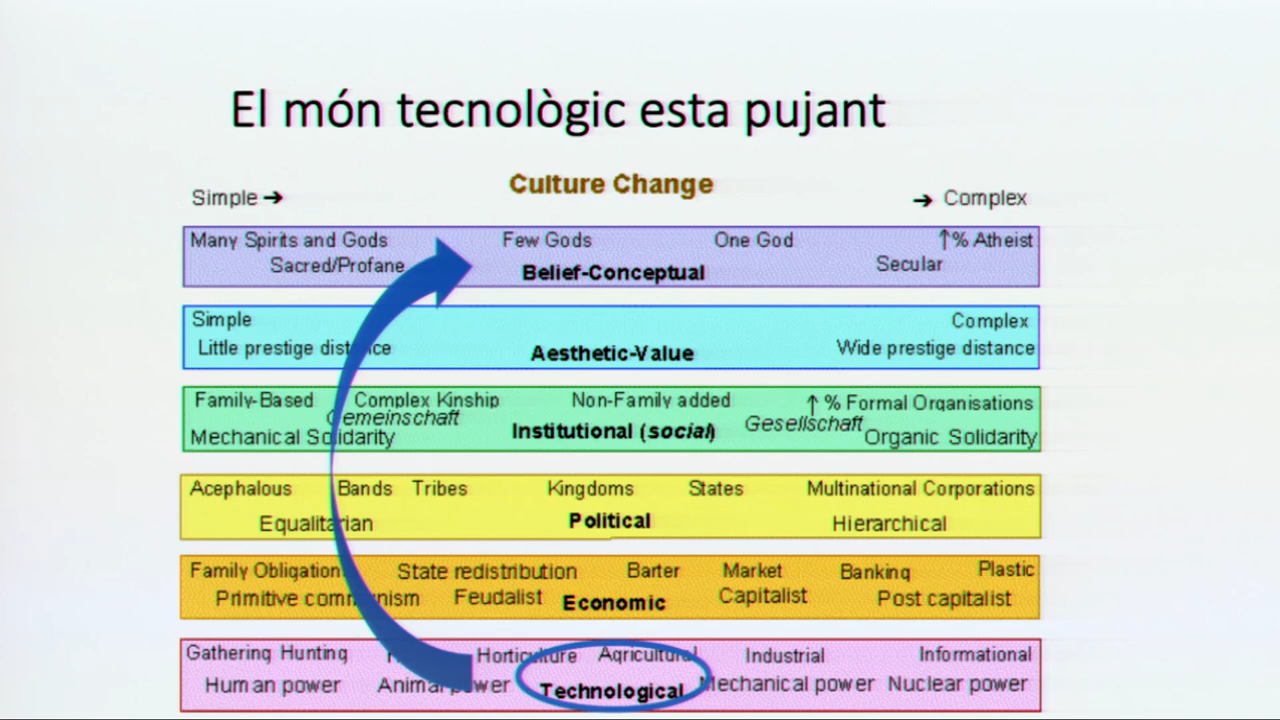 El món tecnològic esta pujant
Culture Change
Simple → → Complex
Many Spirits and Gods Few Gods One God ↑% Atheist
Sacred/Profane Belief-Conceptual Secular
Simple Complex
Little prestige distance Aesthetic-Value Wide prestige distance
Family-Based Complex Kinship Non-Family added ↑ % Formal Organisations
Gemeinschaft Gesellschaft
Mechanical Solidarity Institutional (social) Organic Solidarity
Acephalous Bands Tribes Kingdoms States Multinational Corporations
Equalitarian Political Hierarchical
Family Obligation State redistribution Barter Market Banking Plastic
Primitive communism Feudalist Economic Capitalist Post capitalist
Gathering Hunting Horticulture Agricultural Industrial Informational
Human power Animal power Technological Mechanical power Nuclear power